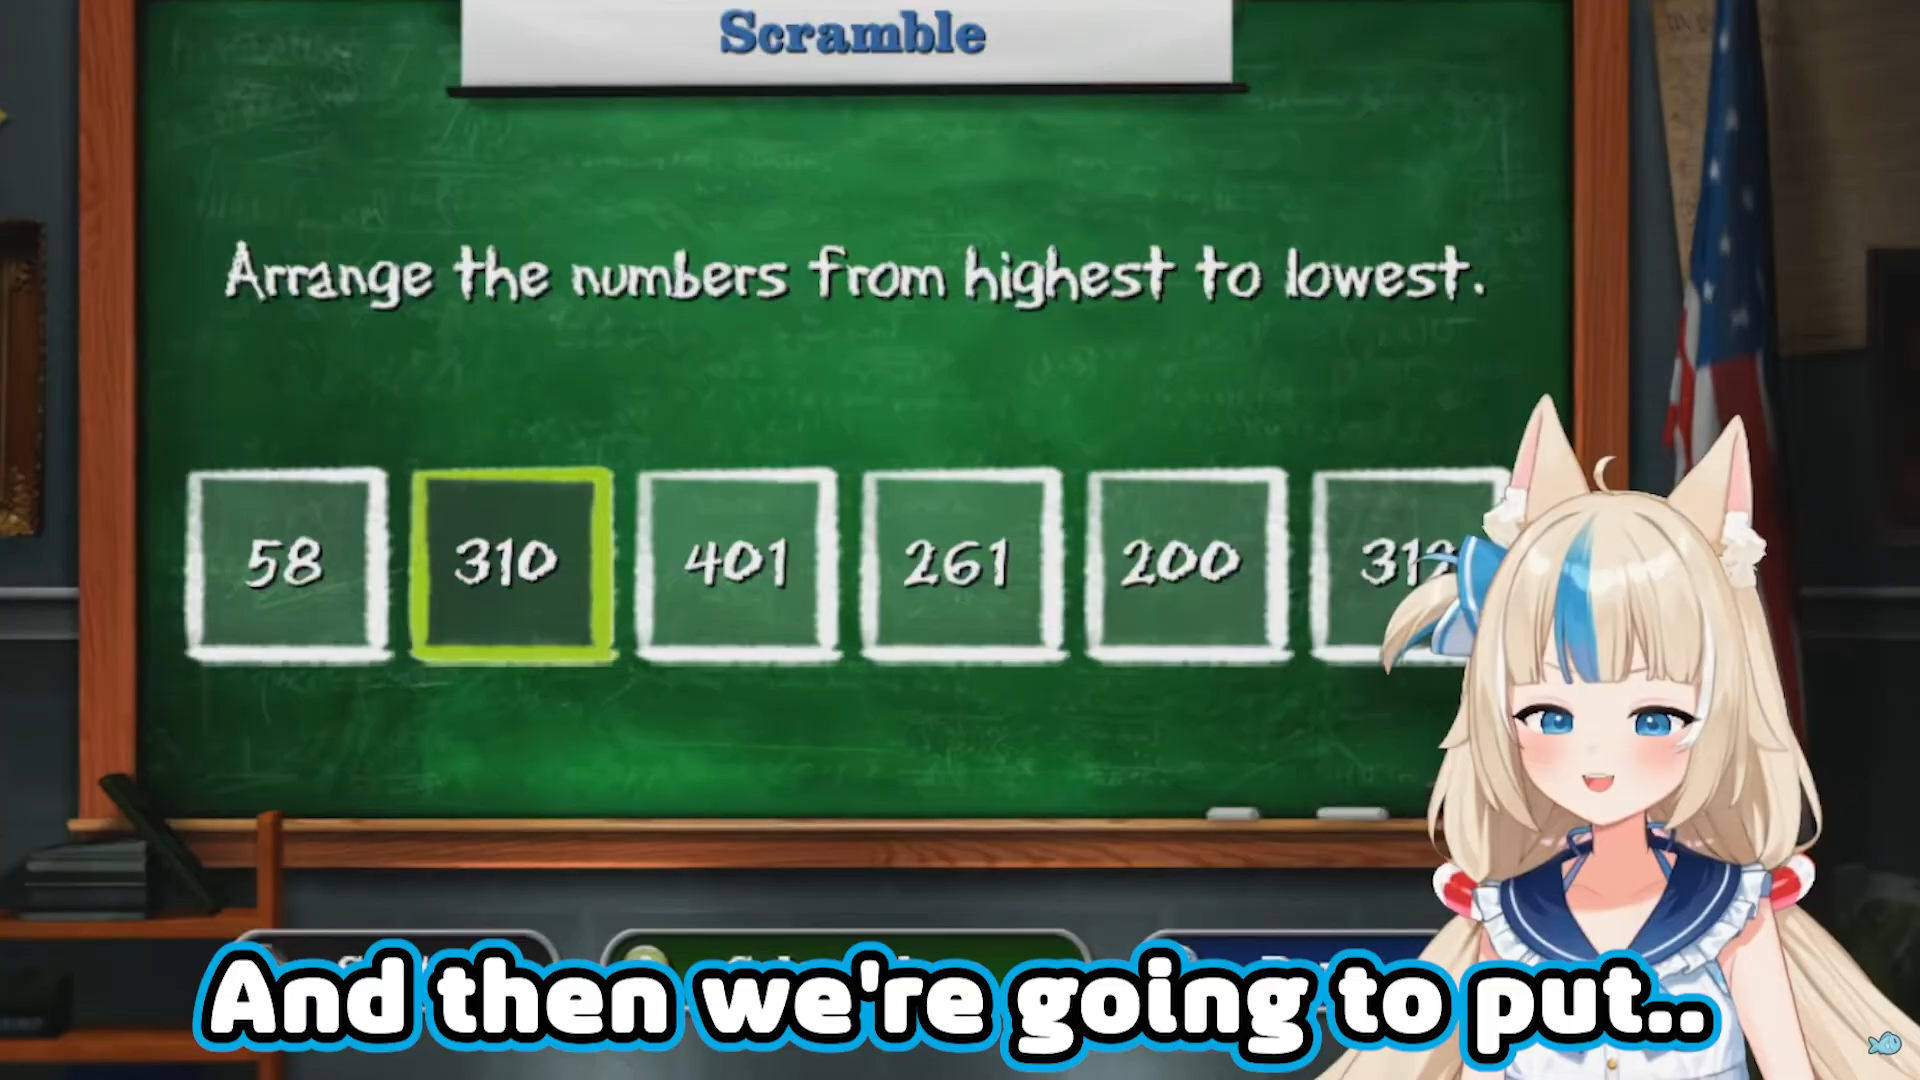 Scramble
Arrange the numbers from highest to lowest.
58 310 401 261 200
And then we're going to put..